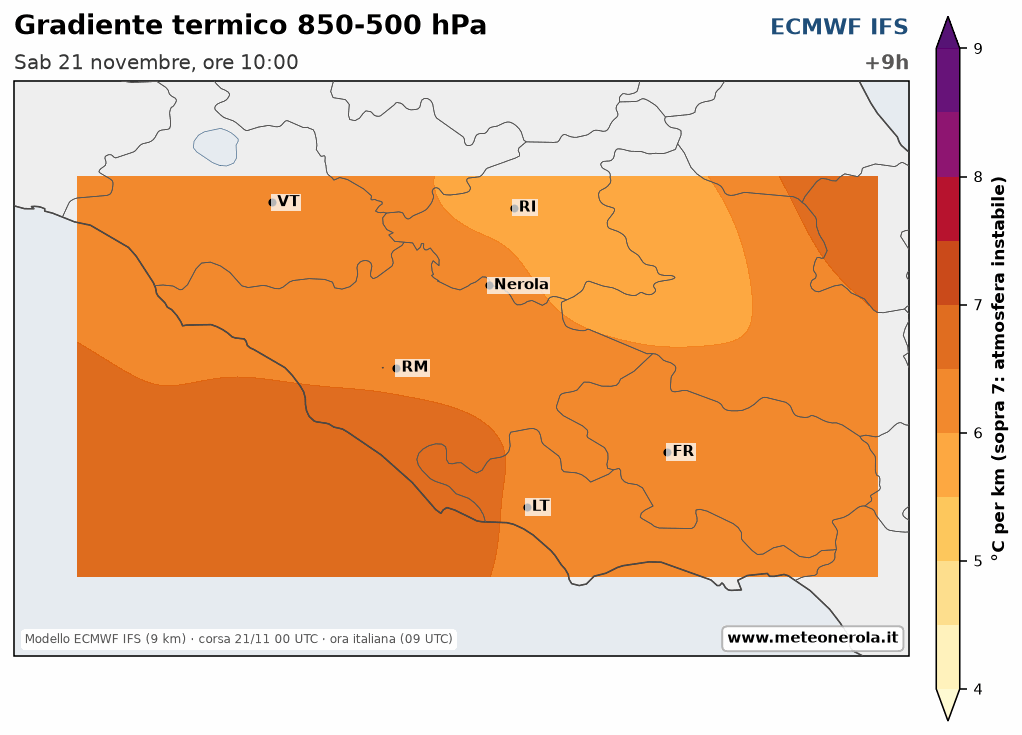 Gradiente termico 850-500 hPa
ECMWF IFS
Sab 21 novembre, ore 10:00
+9h
VT
RI
Nerola
RM
FR
LT
Modello ECMWF IFS (9 km) · corsa 21/11 00 UTC · ora italiana (09 UTC)
www.meteonerola.it
9
8
7
6
5
4
°C per km (sopra 7: atmosfera instabile)